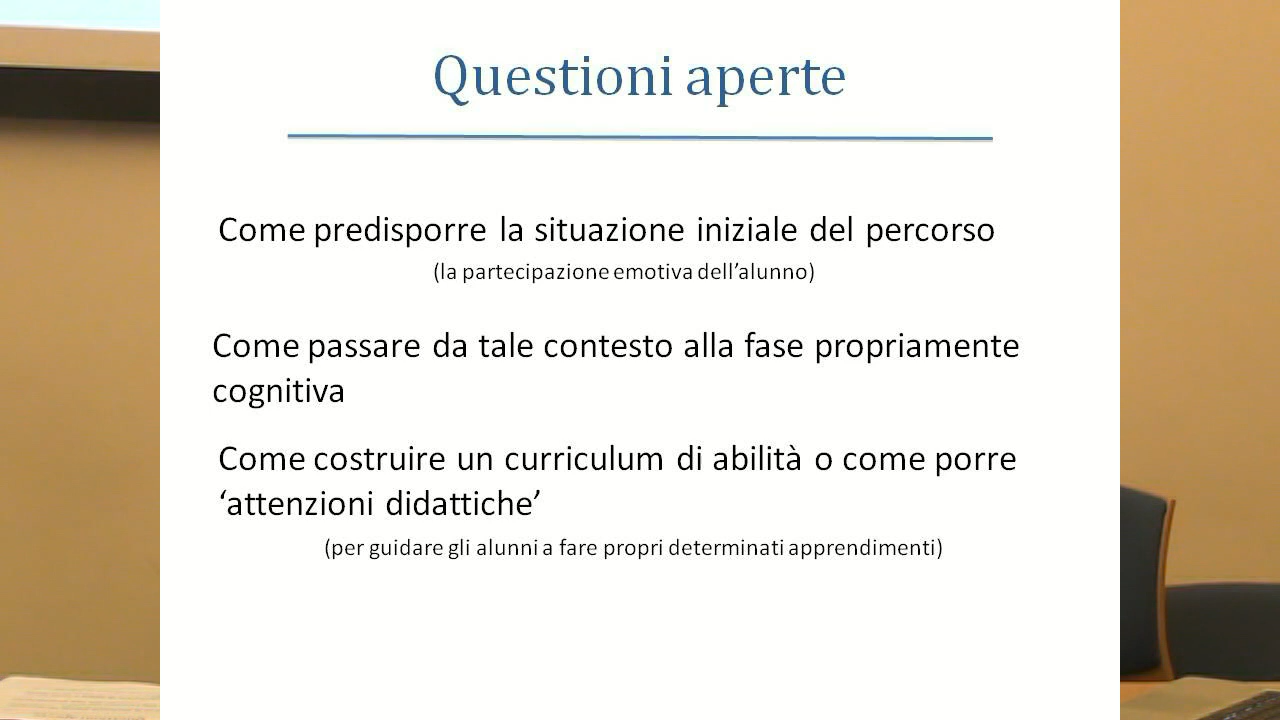 Questioni aperte
Come predisporre la situazione iniziale del percorso
(la partecipazione emotiva dell’alunno)
Come passare da tale contesto alla fase propriamente
cognitiva
Come costruire un curriculum di abilità o come porre
‘attenzioni didattiche’
(per guidare gli alunni a fare propri determinati apprendimenti)